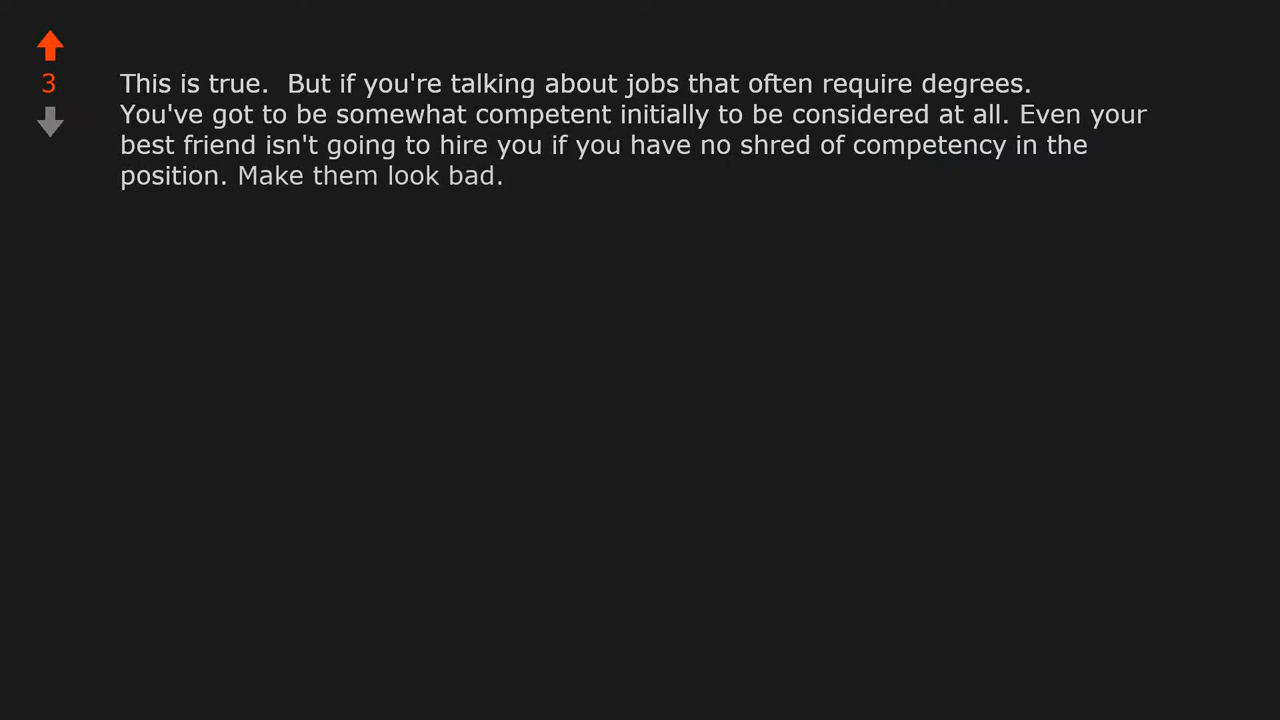 3
This is true.  But if you're talking about jobs that often require degrees.
You've got to be somewhat competent initially to be considered at all. Even your
best friend isn't going to hire you if you have no shred of competency in the
position. Make them look bad.